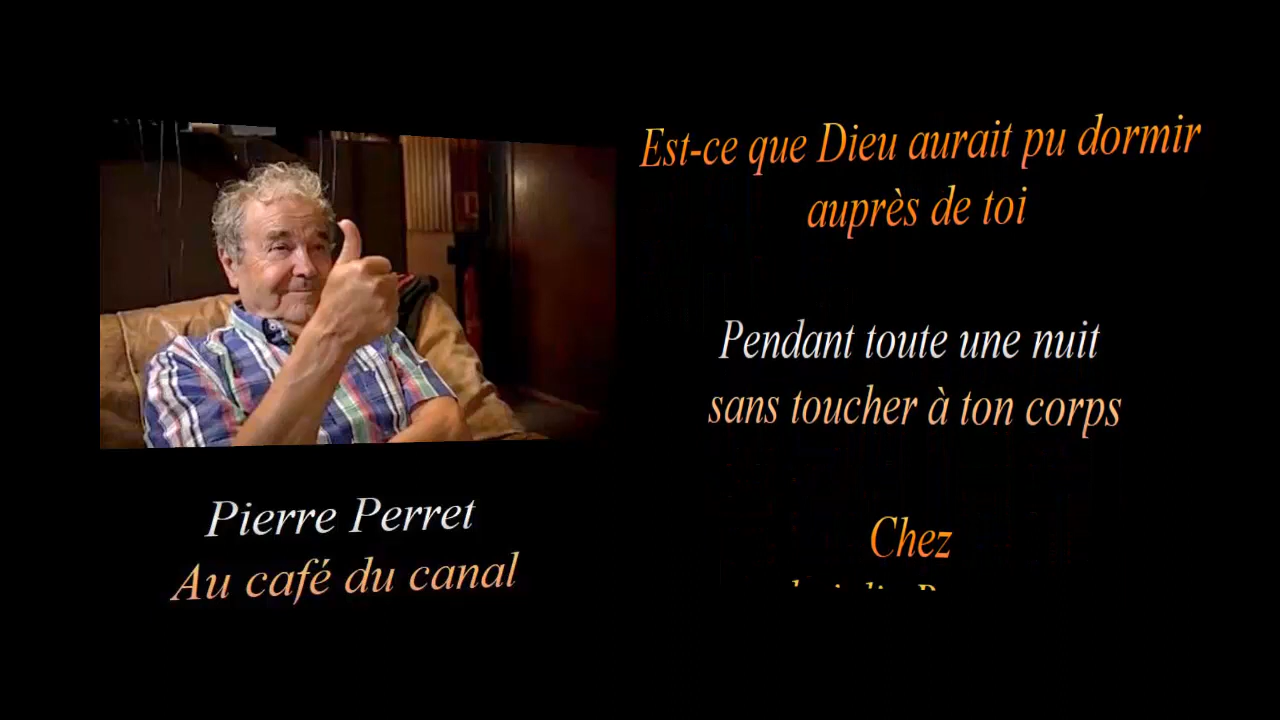 Est-ce que Dieu aurait pu dormir
auprès de toi
Pendant toute une nuit
sans toucher à ton corps
Chez
Pierre Perret
Au café du canal